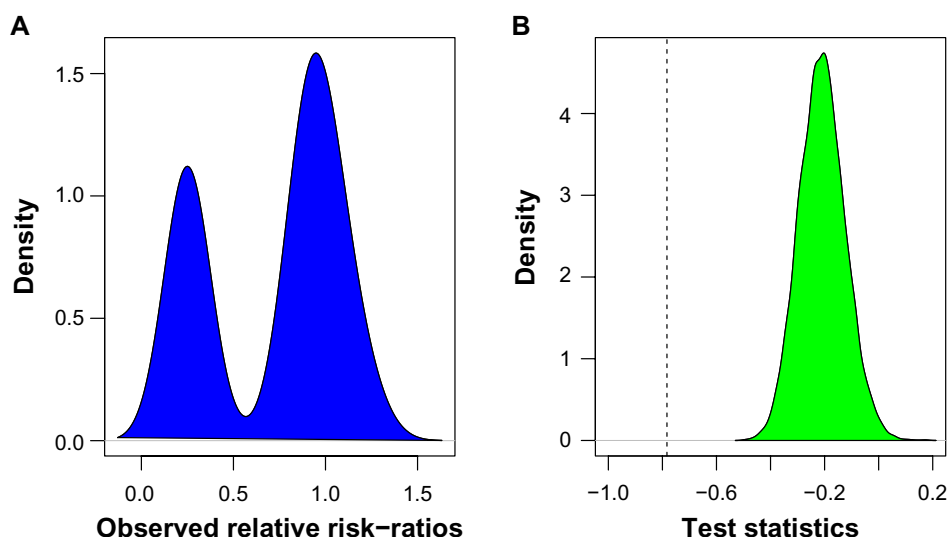 A
B
Density
1.5
1.0
0.5
0.0
0.0 0.5 1.0 1.5
Observed relative risk−ratios
Density
4
3
2
1
0
−1.0 −0.6 −0.2 0.2
Test statistics